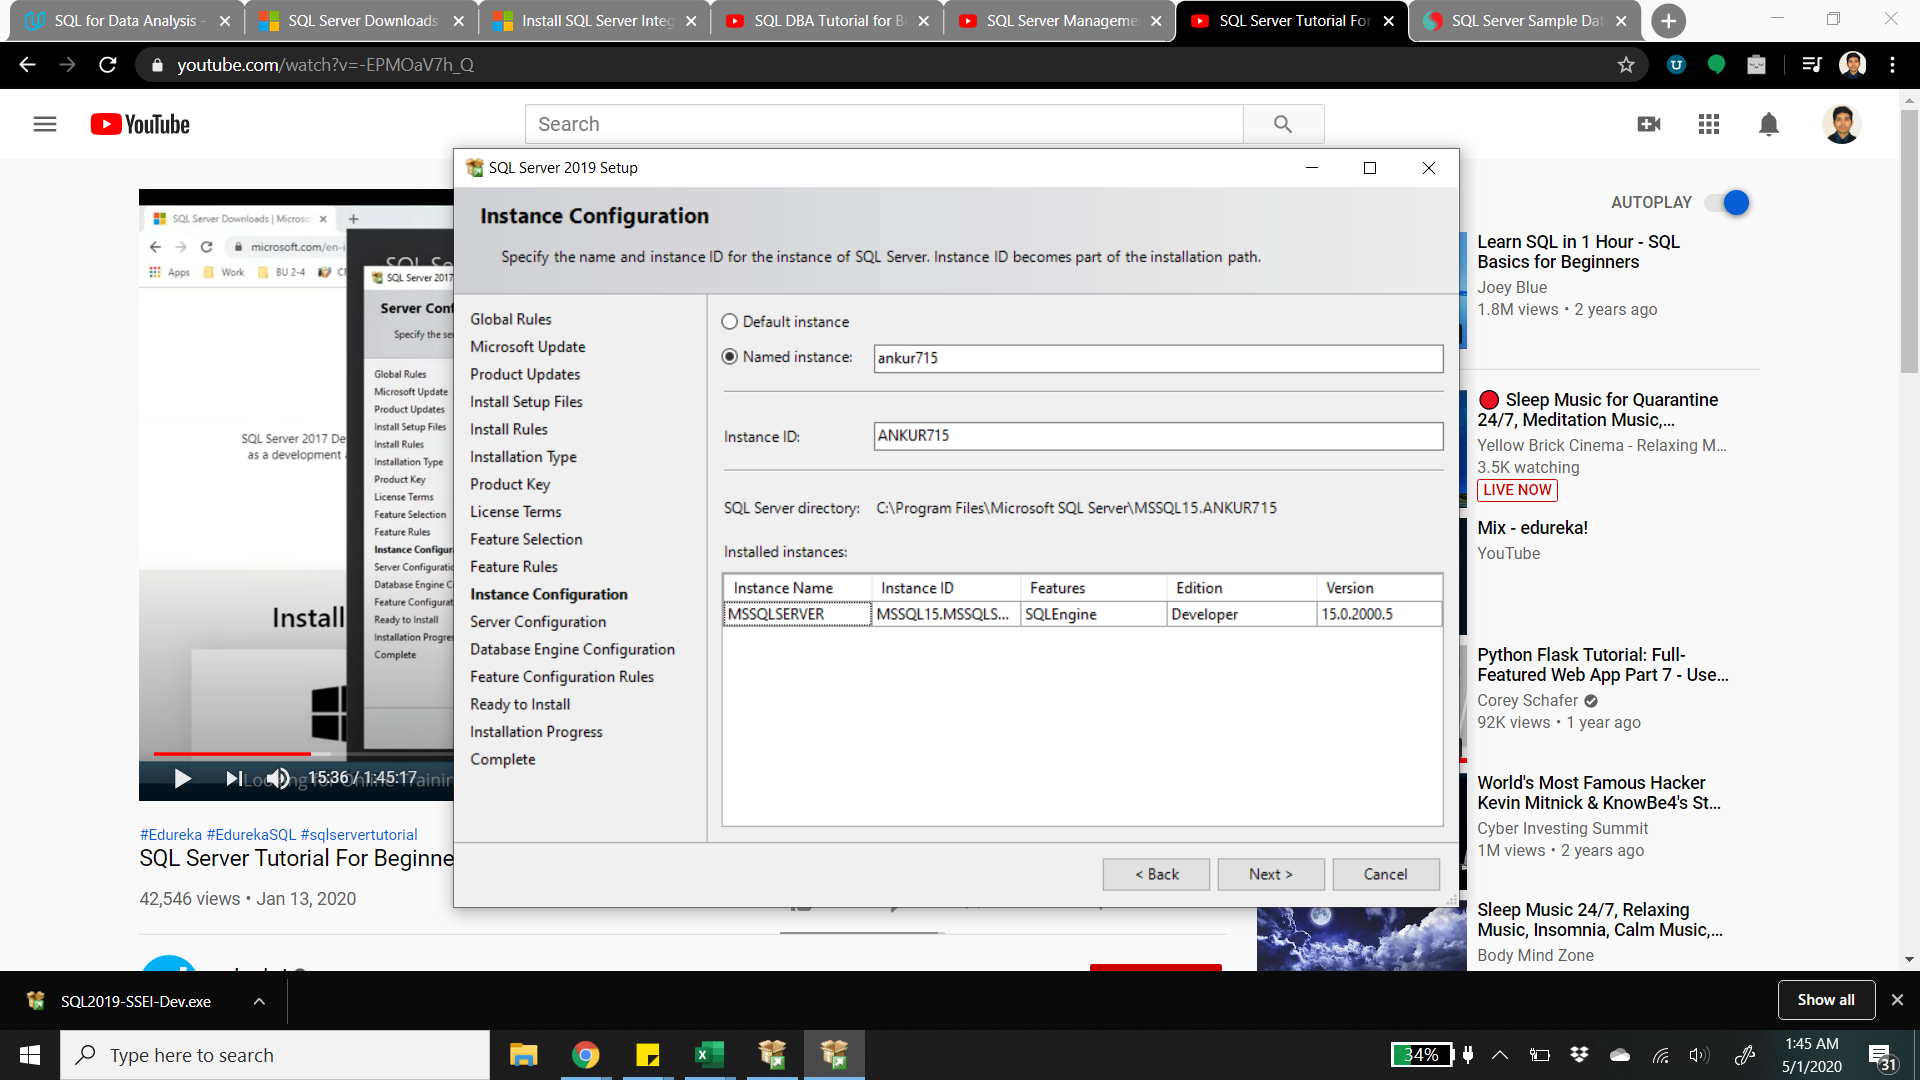 SQL for Data Analysis -
SQL Server Downloads
Install SQL Server Integ
SQL DBA Tutorial for Be
SQL Server Manageme
SQL Server Tutorial For
SQL Server Sample Dat
youtube.com/watch?v=-EPMOaV7h_Q
YouTube
Search
SQL Server 2019 Setup
Instance Configuration
Specify the name and instance ID for the instance of SQL Server. Instance ID becomes part of the installation path.
Global Rules
Microsoft Update
Product Updates
Install Setup Files
Install Rules
Installation Type
Product Key
License Terms
Feature Selection
Feature Rules
Instance Configuration
Server Configuration
Database Engine Configuration
Feature Configuration Rules
Ready to Install
Installation Progress
Complete
Default instance
Named instance: ankur715
Instance ID: ANKUR715
SQL Server directory: C:\Program Files\Microsoft SQL Server\MSSQL15.ANKUR715
Installed instances:
Instance Name Instance ID Features Edition Version
MSSQLSERVER MSSQL15.MSSQLS... SQLEngine Developer 15.0.2000.5
< Back Next > Cancel
SQL Server Downloads | Microso
microsoft.com/en-i
Apps Work BU 2-4
SQL Server 2017
Server Conf
Specify the se
Global Rules
Microsoft Update
Product Updates
Install Setup Files
Install Rules
Installation Type
Product Key
License Terms
Feature Selection
Feature Rules
Instance Configur
Server Configuratio
Database Engine C
Feature Configurat
Ready to Install
Installation Progres
Complete
SQL Server 2017 De
as a development
Install
15:36 / 1:45:17
#Edureka #EdurekaSQL #sqlservertutorial
SQL Server Tutorial For Beginne
42,546 views • Jan 13, 2020
AUTOPLAY
Learn SQL in 1 Hour - SQL
Basics for Beginners
Joey Blue
1.8M views • 2 years ago
Sleep Music for Quarantine
24/7, Meditation Music,...
Yellow Brick Cinema - Relaxing M...
3.5K watching
LIVE NOW
Mix - edureka!
YouTube
Python Flask Tutorial: Full-
Featured Web App Part 7 - Use...
Corey Schafer
92K views • 1 year ago
World's Most Famous Hacker
Kevin Mitnick & KnowBe4's St...
Cyber Investing Summit
1M views • 2 years ago
Sleep Music 24/7, Relaxing
Music, Insomnia, Calm Music,...
Body Mind Zone
SQL2019-SSEI-Dev.exe
Show all
Type here to search
34%
1:45 AM
5/1/2020
31